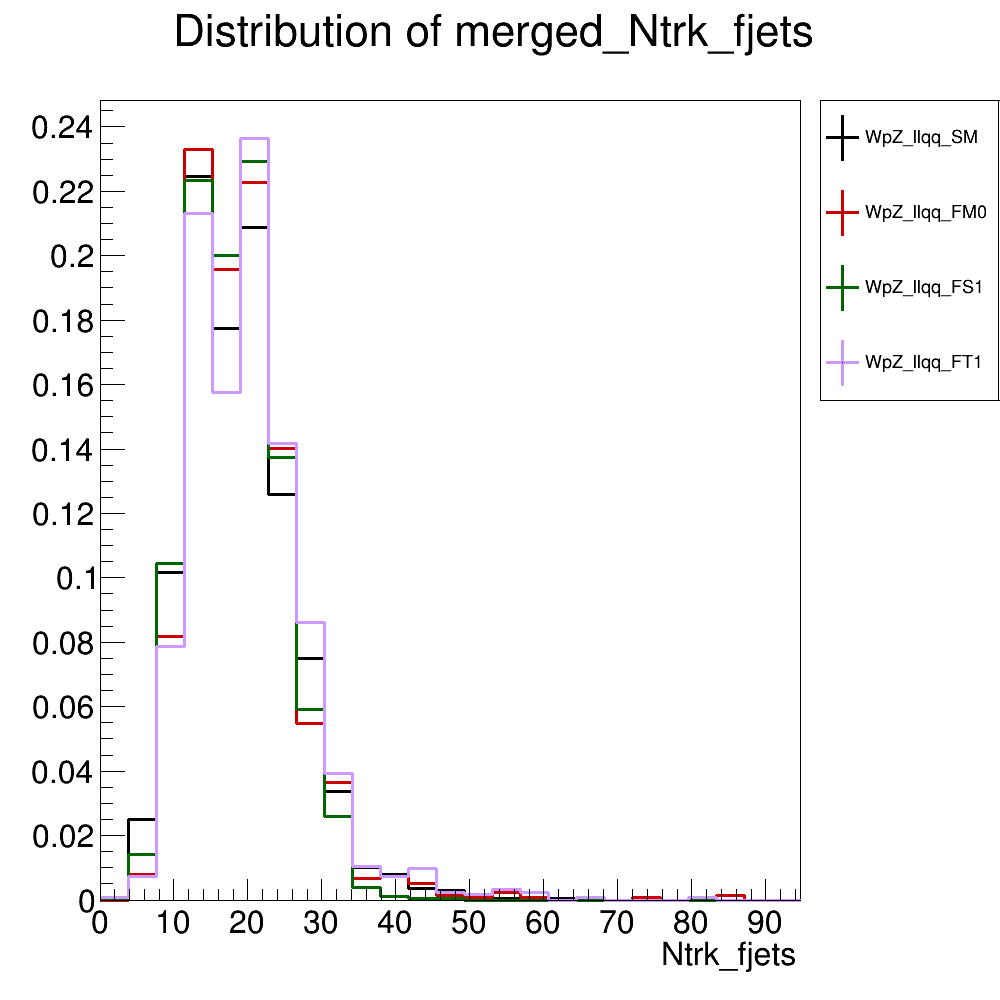 Distribution of merged_Ntrk_fjets
0.24
0.22
0.2
0.18
0.16
0.14
0.12
0.1
0.08
0.06
0.04
0.02
0
0 10 20 30 40 50 60 70 80 90
Ntrk_fjets
WpZ_llqq_SM
WpZ_llqq_FM0
WpZ_llqq_FS1
WpZ_llqq_FT1